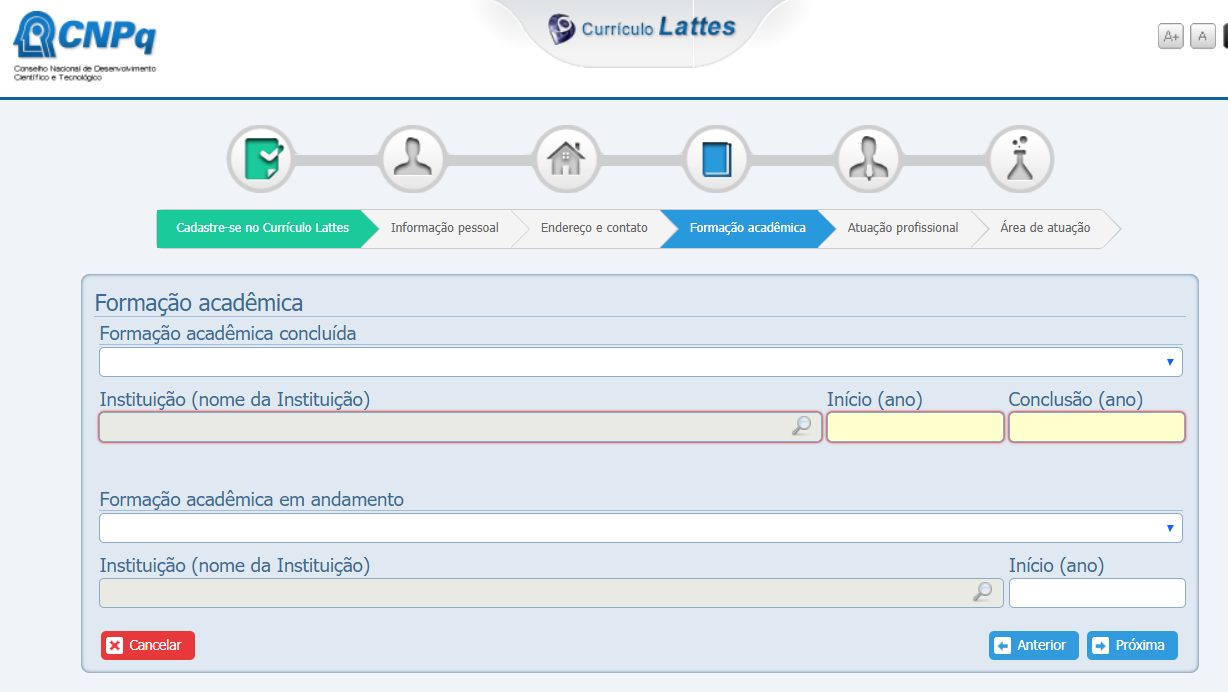 CNPq
Conselho Nacional de Desenvolvimento
Científico e Tecnológico
Currículo Lattes
A+ A
Cadastre-se no Currículo Lattes Informação pessoal Endereço e contato Formação acadêmica Atuação profissional Área de atuação
Formação acadêmica
Formação acadêmica concluída
Instituição (nome da Instituição) Início (ano) Conclusão (ano)
Formação acadêmica em andamento
Instituição (nome da Instituição) Início (ano)
Cancelar Anterior Próxima